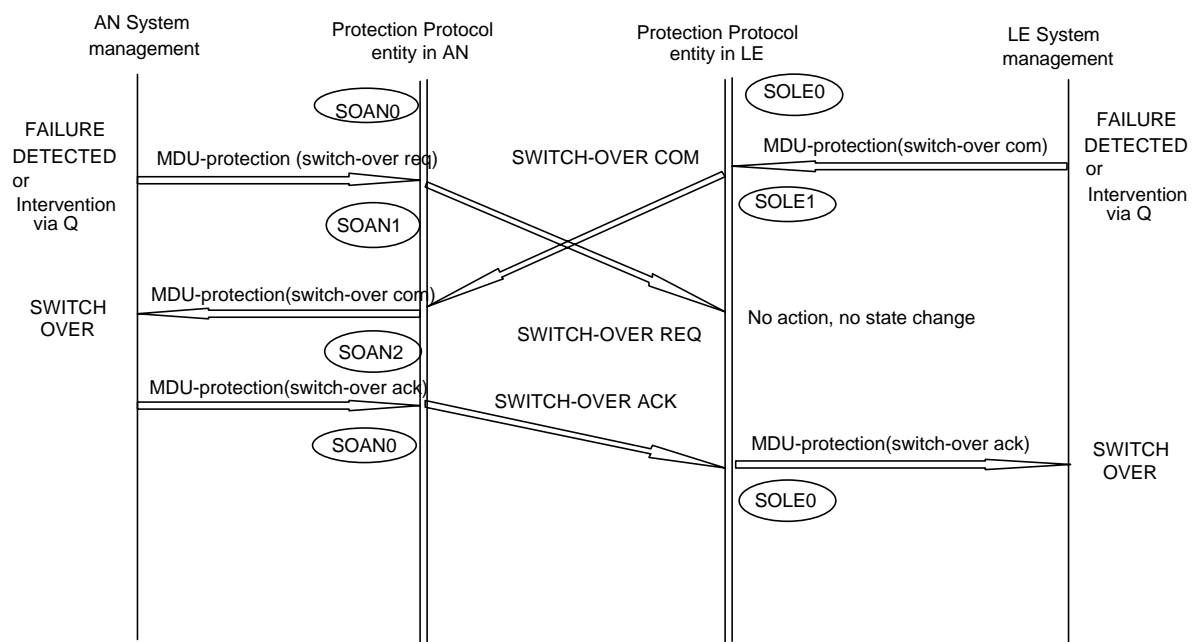 AN System
management
Protection Protocol
entity in AN
Protection Protocol
entity in LE
LE System
management
SOAN0
SOLE0
FAILURE
DETECTED
or
Intervention
via Q
MDU-protection (switch-over req)
SWITCH-OVER COM
MDU-protection(switch-over com)
FAILURE
DETECTED
or
Intervention
via Q
SOAN1
SOLE1
SWITCH
OVER
MDU-protection(switch-over com)
SWITCH-OVER REQ
No action, no state change
SOAN2
MDU-protection(switch-over ack)
SWITCH-OVER ACK
SOAN0
MDU-protection(switch-over ack)
SWITCH
OVER
SOLE0